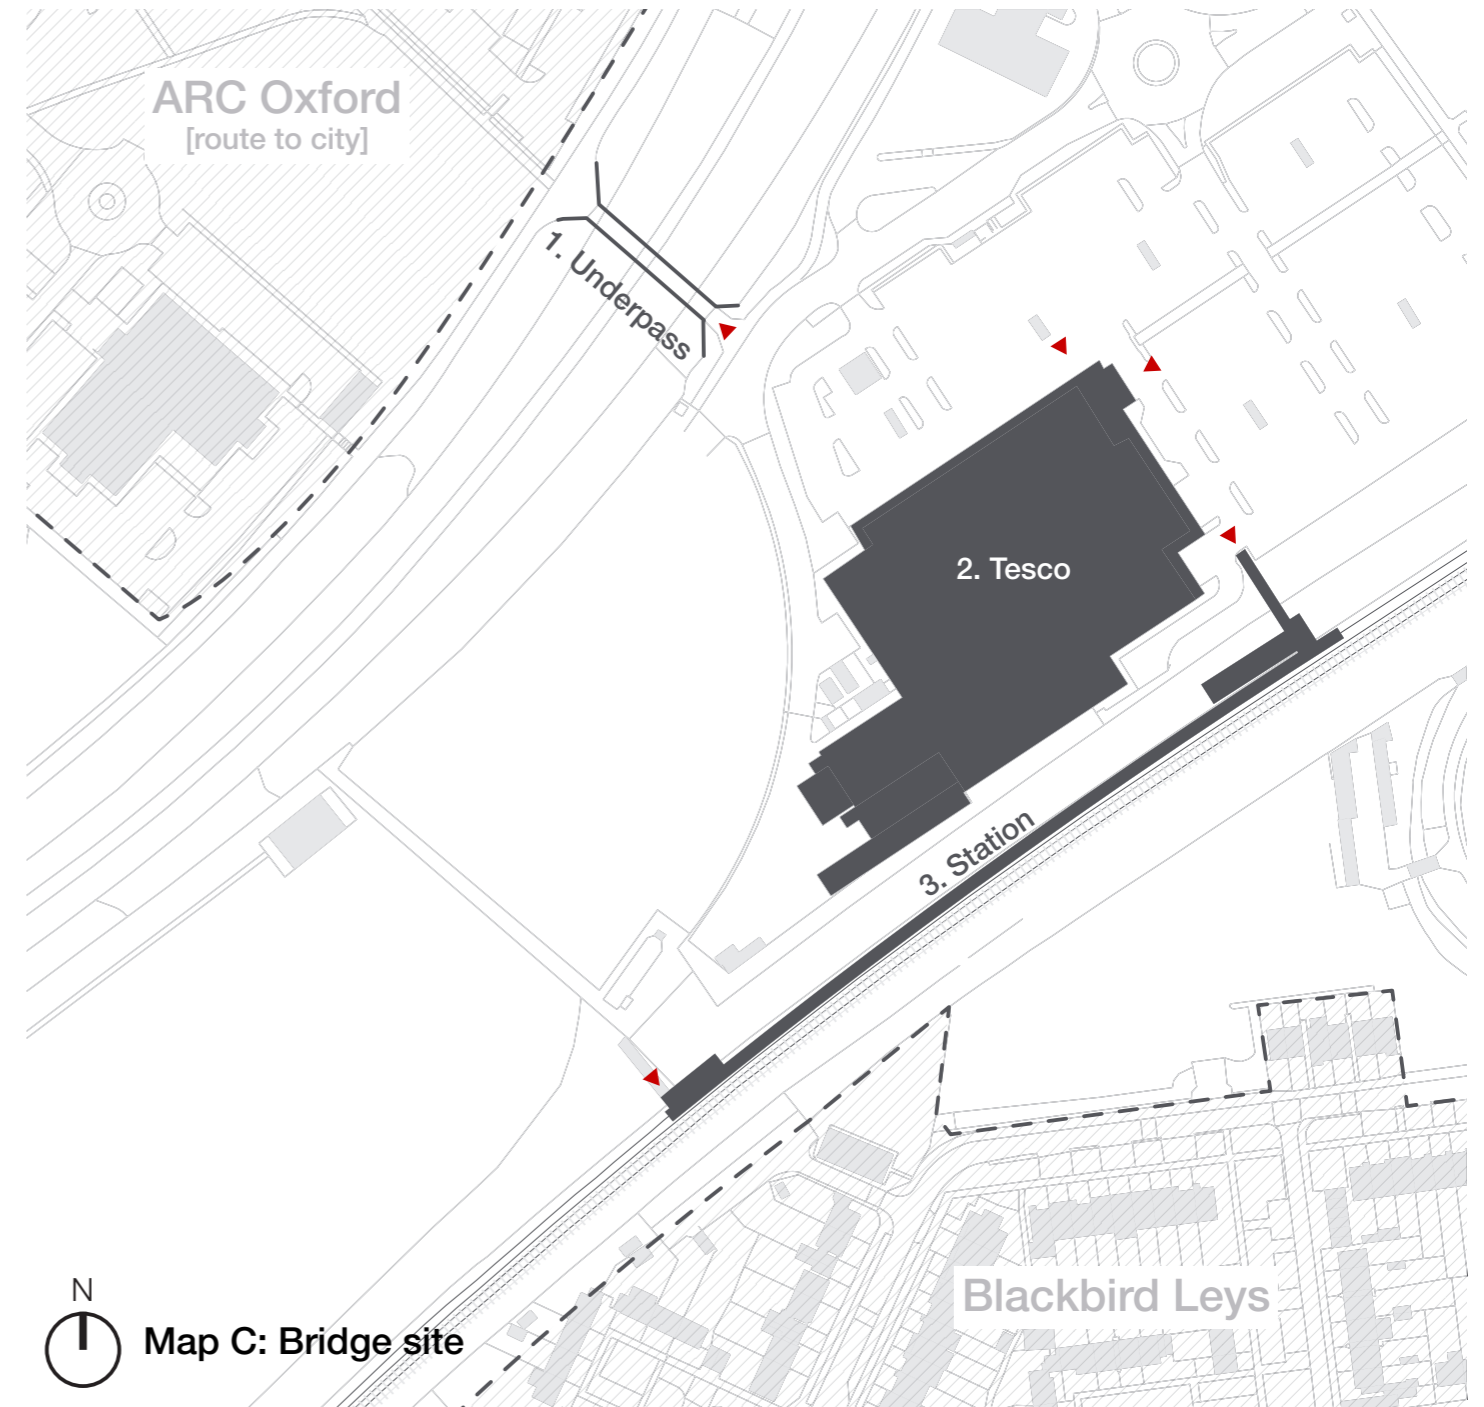 ARC Oxford
[route to city]
1. Underpass
2. Tesco
3. Station
Blackbird Leys
N
Map C: Bridge site